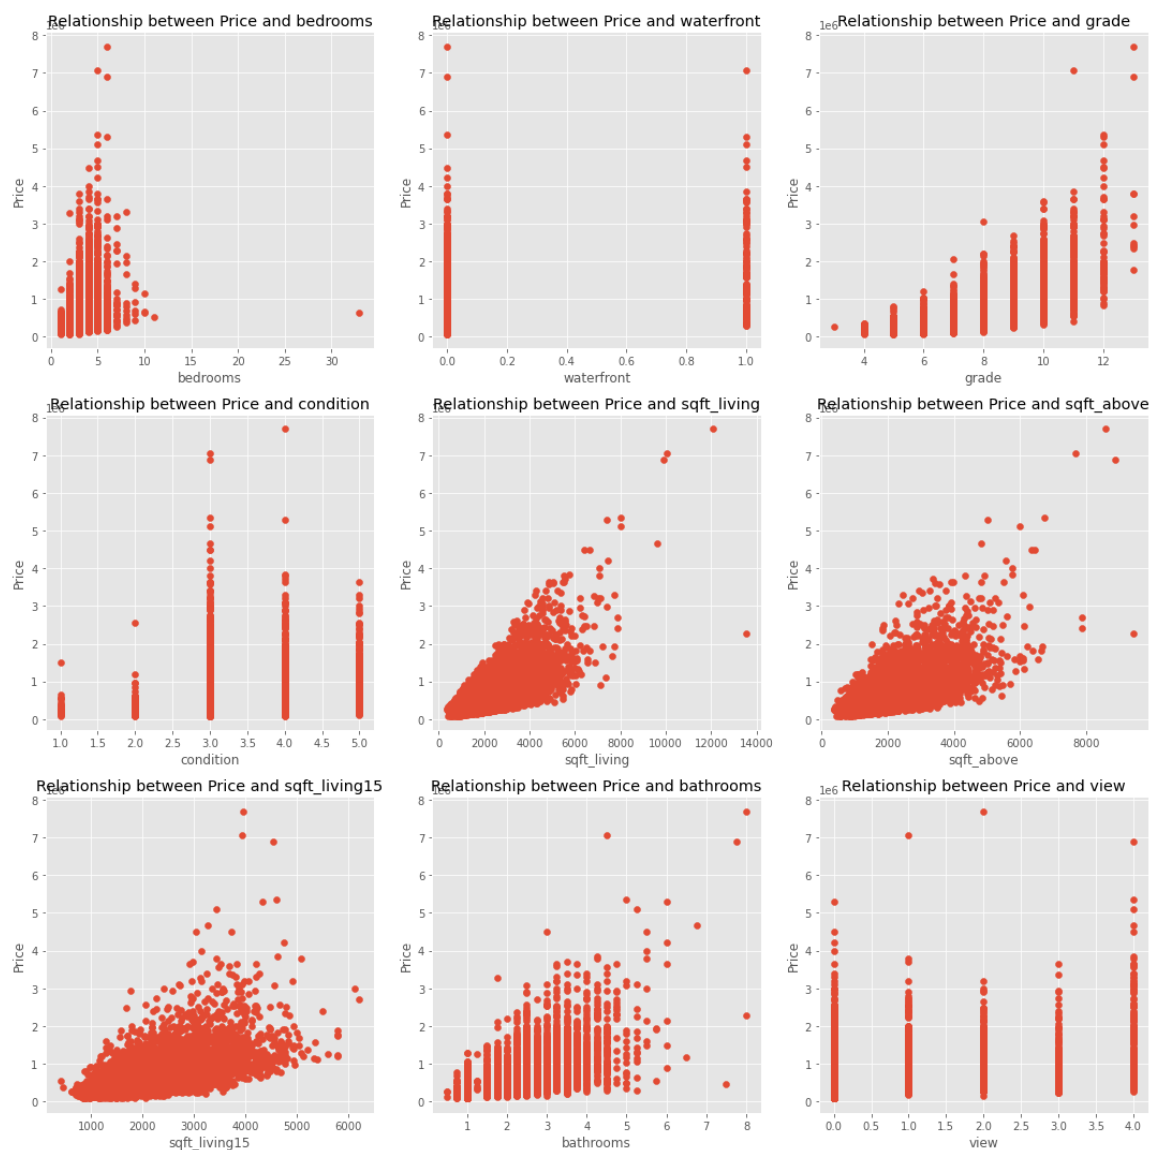 Relationship between Price and bedrooms
1e6
8
7
6
5
4
3
2
1
0
Price
0 5 10 15 20 25 30
bedrooms
Relationship between Price and waterfront
1e6
8
7
6
5
4
3
2
1
0
Price
0.0 0.2 0.4 0.6 0.8 1.0
waterfront
Relationship between Price and grade
1e6
8
7
6
5
4
3
2
1
0
Price
4 6 8 10 12
grade
Relationship between Price and condition
1e6
8
7
6
5
4
3
2
1
0
Price
1.0 1.5 2.0 2.5 3.0 3.5 4.0 4.5 5.0
condition
Relationship between Price and sqft_living
1e6
8
7
6
5
4
3
2
1
0
Price
0 2000 4000 6000 8000 10000 12000 14000
sqft_living
Relationship between Price and sqft_above
1e6
8
7
6
5
4
3
2
1
0
Price
0 2000 4000 6000 8000
sqft_above
Relationship between Price and sqft_living15
1e6
8
7
6
5
4
3
2
1
0
Price
1000 2000 3000 4000 5000 6000
sqft_living15
Relationship between Price and bathrooms
1e6
8
7
6
5
4
3
2
1
0
Price
1 2 3 4 5 6 7 8
bathrooms
Relationship between Price and view
1e6
8
7
6
5
4
3
2
1
0
Price
0.0 0.5 1.0 1.5 2.0 2.5 3.0 3.5 4.0
view